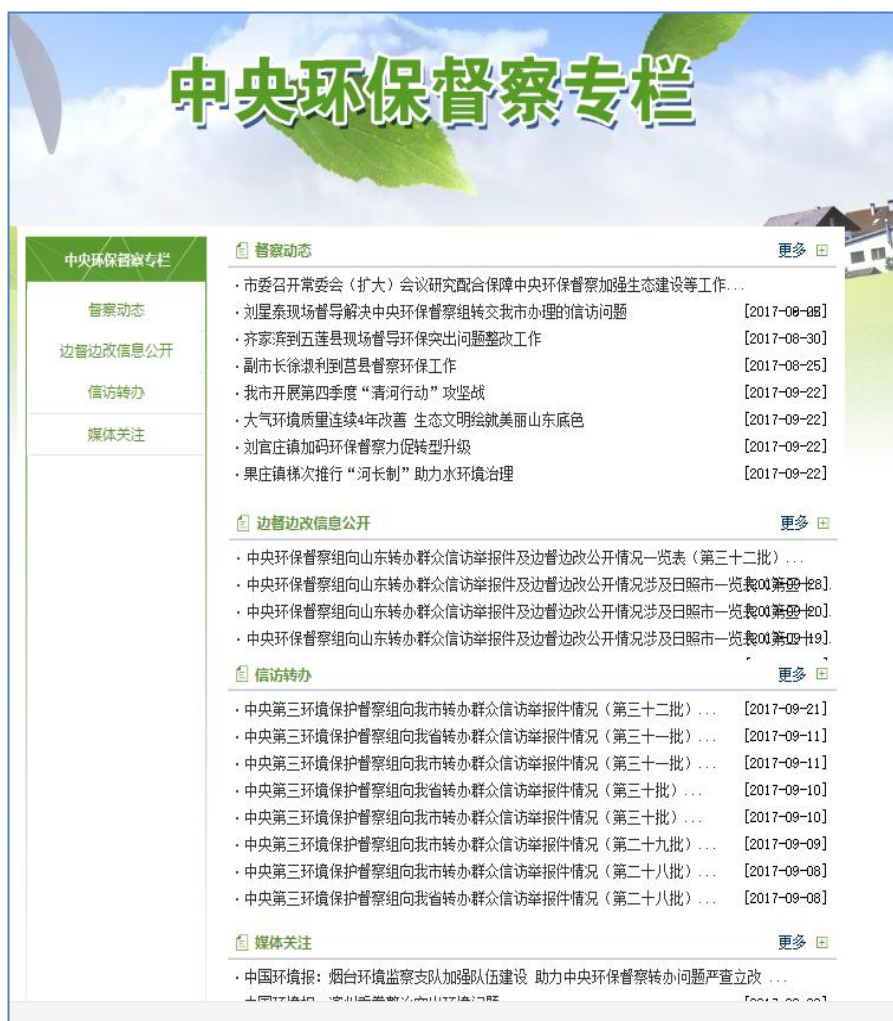 中央环保督察专栏
中央环保督察专栏
督察动态
边督边改信息公开
信访转办
媒体关注
督察动态 更多
·市委召开常委会（扩大）会议研究配合保障中央环保督察加强生态建设等工作...
·刘星泰现场督导解决中央环保督察组转交我市办理的信访问题
·齐家滨到五莲县现场督导环保突出问题整改工作 [2017-08-30]
·副市长徐淑利到莒县督察环保工作 [2017-08-25]
·我市开展第四季度“清河行动”攻坚战 [2017-09-22]
·大气环境质量连续4年改善 生态文明绘就美丽山东底色 [2017-09-22]
·刘官庄镇加码环保督察力促转型升级 [2017-09-22]
·果庄镇梯次推行“河长制”助力水环境治理 [2017-09-22]
边督边改信息公开 更多
·中央环保督察组向山东转办群众信访举报件及边督边改公开情况一览表（第三十二批）...
·中央环保督察组向山东转办群众信访举报件及边督边改公开情况涉及日照市一览
·中央环保督察组向山东转办群众信访举报件及边督边改公开情况涉及日照市一览
·中央环保督察组向山东转办群众信访举报件及边督边改公开情况涉及日照市一览
信访转办 更多
·中央第三环境保护督察组向我市转办群众信访举报件情况（第三十二批）... [2017-09-21]
·中央第三环境保护督察组向我省转办群众信访举报件情况（第三十一批）... [2017-09-11]
·中央第三环境保护督察组向我市转办群众信访举报件情况（第三十一批）... [2017-09-11]
·中央第三环境保护督察组向我省转办群众信访举报件情况（第三十批）... [2017-09-10]
·中央第三环境保护督察组向我市转办群众信访举报件情况（第三十批）... [2017-09-10]
·中央第三环境保护督察组向我市转办群众信访举报件情况（第二十九批）... [2017-09-09]
·中央第三环境保护督察组向我市转办群众信访举报件情况（第二十八批）... [2017-09-08]
·中央第三环境保护督察组向我省转办群众信访举报件情况（第二十八批）... [2017-09-08]
媒体关注 更多
·中国环境报：烟台环境监察支队加强队伍建设 助力中央环保督察转办问题严查立改 ...